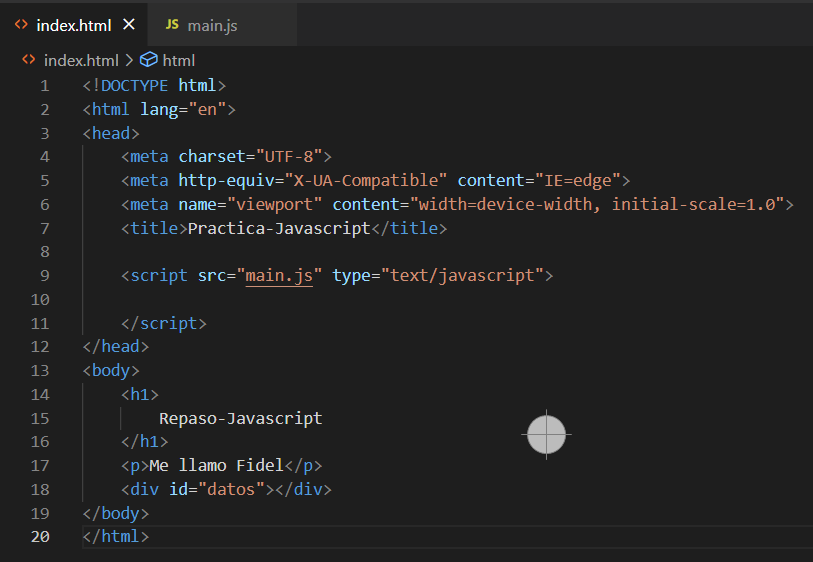 index.html
JS main.js
index.html > html
1 <!DOCTYPE html>
2 <html lang="en">
3 <head>
4 <meta charset="UTF-8">
5 <meta http-equiv="X-UA-Compatible" content="IE=edge">
6 <meta name="viewport" content="width=device-width, initial-scale=1.0">
7 <title>Practica-Javascript</title>
8
9 <script src="main.js" type="text/javascript">
10
11 </script>
12 </head>
13 <body>
14 <h1>
15 Repaso-Javascript
16 </h1>
17 <p>Me llamo Fidel</p>
18 <div id="datos"></div>
19 </body>
20 </html>